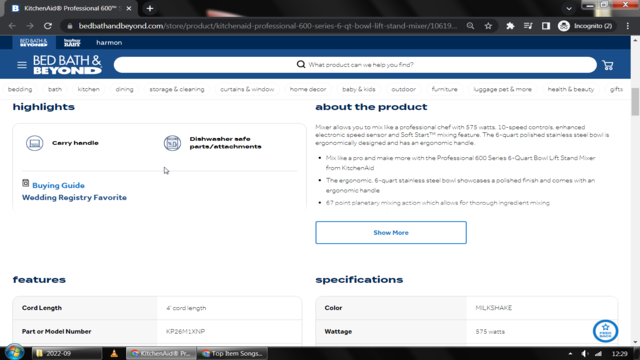 KitchenAid® Professional 600™ S
bedbathandbeyond.com/store/product/kitchenaid-professional-600-series-6-qt-bowl-lift-stand-mixer/10619...
Incognito (2)
BED BATH & BEYOND
harmon
BED BATH &
BEYOND
What product can we help you find?
bedding bath kitchen dining storage & cleaning curtains & window home decor baby & kids outdoor furniture luggage pet & more health & beauty gifts
highlights
Carry handle
Dishwasher safe
parts/attachments
Buying Guide
Wedding Registry Favorite
about the product
Mixer allows you to mix like a professional chef with 575 watts, 10-speed controls, enhanced
electronic speed sensor and Soft Start™ mixing feature. The 6-quart polished stainless steel bowl is
ergonomically designed and has an ergonomic handle.
• Mix like a pro and make more with the Professional 600 Series 6-Quart Bowl Lift Stand Mixer
from KitchenAid
• The ergonomic, 6-quart stainless steel bowl showcases a polished finish and comes with an
ergonomic handle
• 67 point planetary mixing action which allows for thorough ingredient mixing
Show More
features
Cord Length 4' cord length
Part or Model Number KP26M1XNP
specifications
Color MILKSHAKE
Wattage 575 watts
FREE
2022-09
KitchenAid® Pr...
Top Item Songs...
12:29